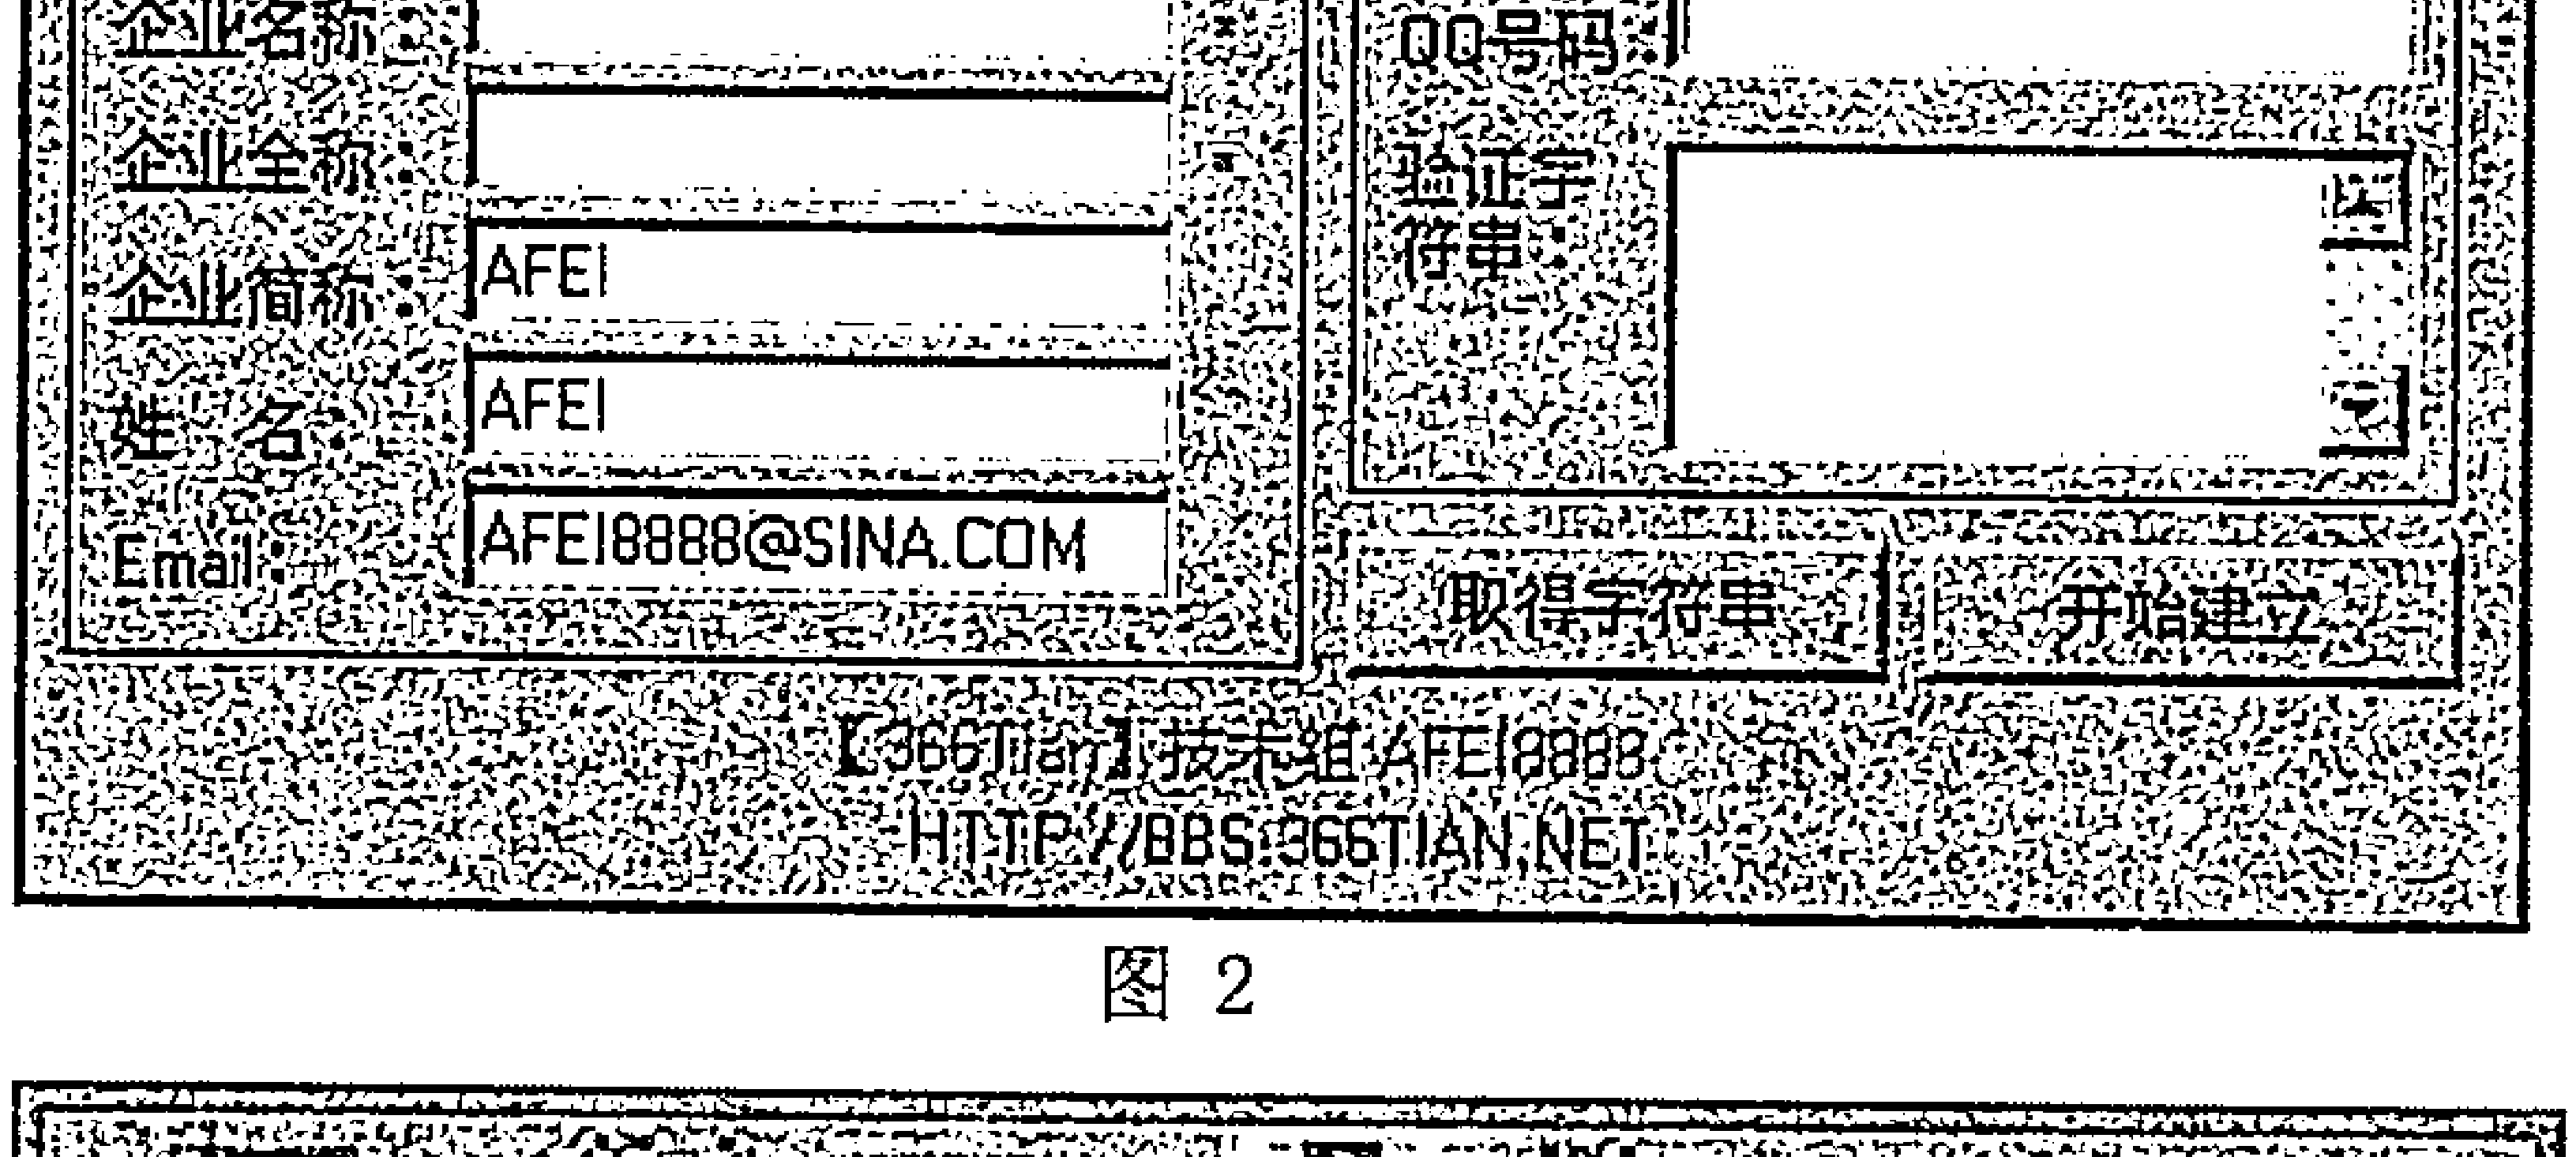 企业名称:
企业全称:
企业简称: AFEI
姓 名: AFEI
Email: AFEI8888@SINA.COM
QQ号码:
验证字
符串:
取得字符串 开始建立
【366Tian】技术组 AFEI8888
HTTP://BBS.366TIAN.NET
图 2